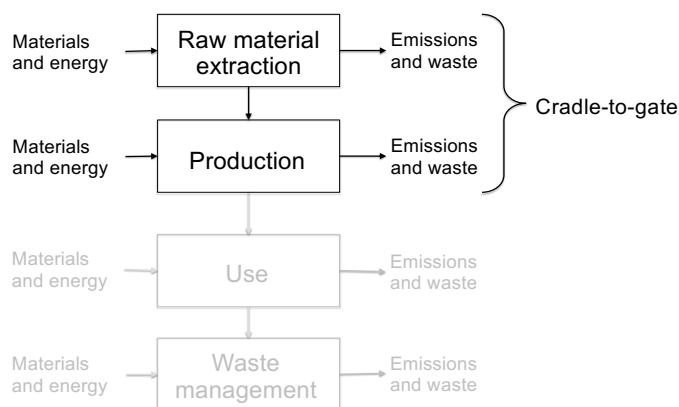 Materials
and energy
Raw material
extraction
Emissions
and waste
Cradle-to-gate
Materials
and energy
Production
Emissions
and waste
Materials
and energy
Use
Emissions
and waste
Materials
and energy
Waste
management
Emissions
and waste